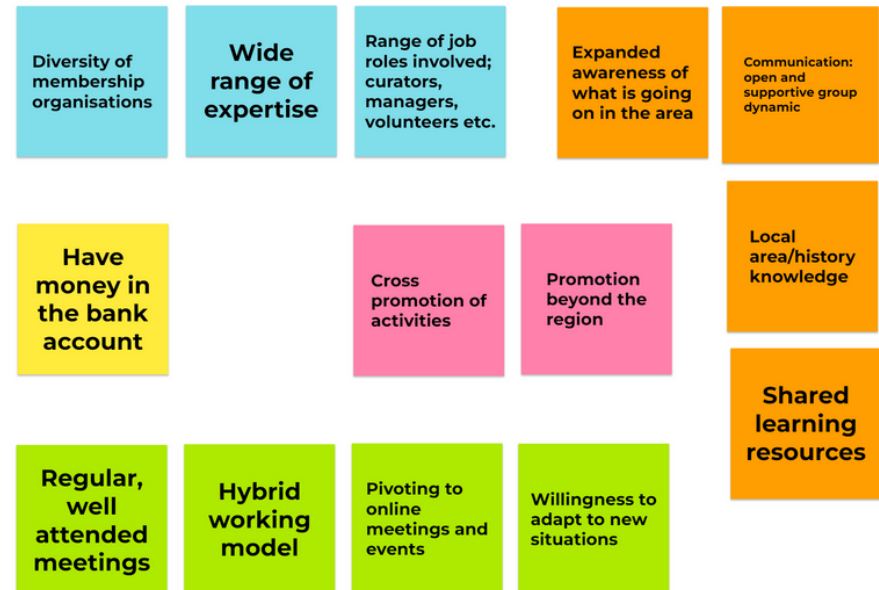 Diversity of
membership
organisations
Wide
range of
expertise
Range of job
roles involved;
curators,
managers,
volunteers etc.
Expanded
awareness of
what is going
on in the area
Communication:
open and
supportive group
dynamic
Have
money in
the bank
account
Cross
promotion of
activities
Promotion
beyond the
region
Local
area/history
knowledge
Shared
learning
resources
Regular,
well
attended
meetings
Hybrid
working
model
Pivoting to
online
meetings and
events
Willingness to
adapt to new
situations